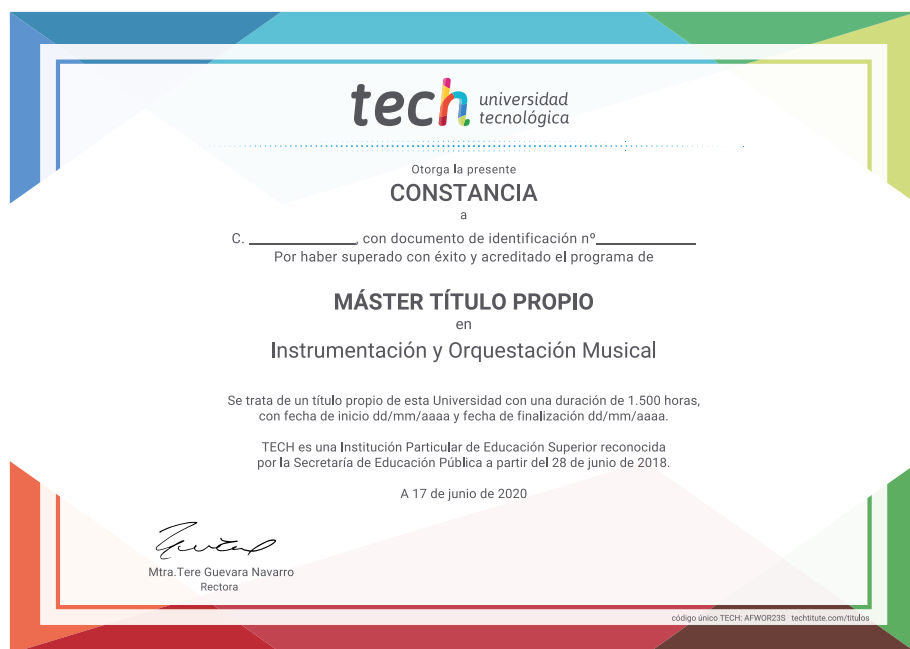 tech universidad
tecnológica
Otorga la presente
CONSTANCIA
a
C. ____________, con documento de identificación nº____________
Por haber superado con éxito y acreditado el programa de
MÁSTER TÍTULO PROPIO
en
Instrumentación y Orquestación Musical
Se trata de un título propio de esta Universidad con una duración de 1.500 horas,
con fecha de inicio dd/mm/aaaa y fecha de finalización dd/mm/aaaa.
TECH es una Institución Particular de Educación Superior reconocida
por la Secretaría de Educación Pública a partir del 28 de junio de 2018.
A 17 de junio de 2020
Mtra.Tere Guevara Navarro
Rectora
código único TECH: AFWOR23S techtitute.com/titulos